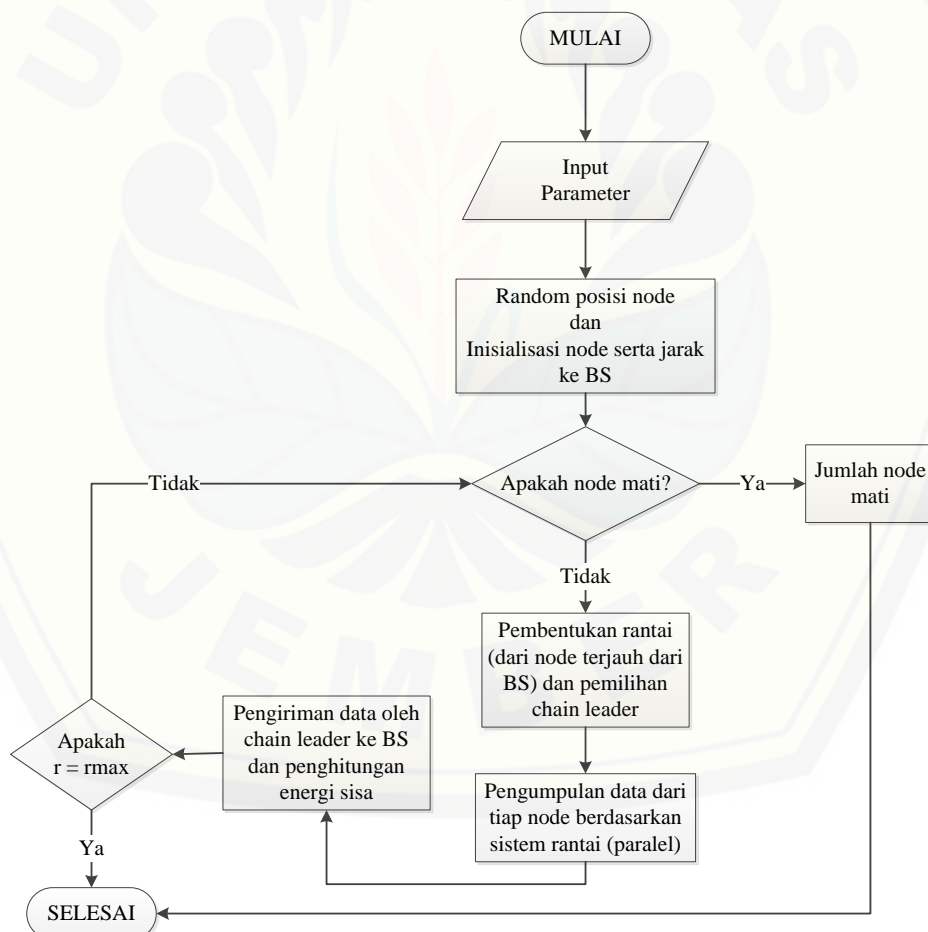 MULAI
Input
Parameter
Random posisi node
dan
Inisialisasi node serta jarak
ke BS
Tidak
Apakah node mati?
Ya
Jumlah node
mati
Tidak
Pembentukan rantai
(dari node terjauh dari
BS) dan pemilihan
chain leader
Pengiriman data oleh
chain leader ke BS
dan penghitungan
energi sisa
Apakah
r = rmax
Pengumpulan data dari
tiap node berdasarkan
sistem rantai (paralel)
Ya
SELESAI
JEMBER